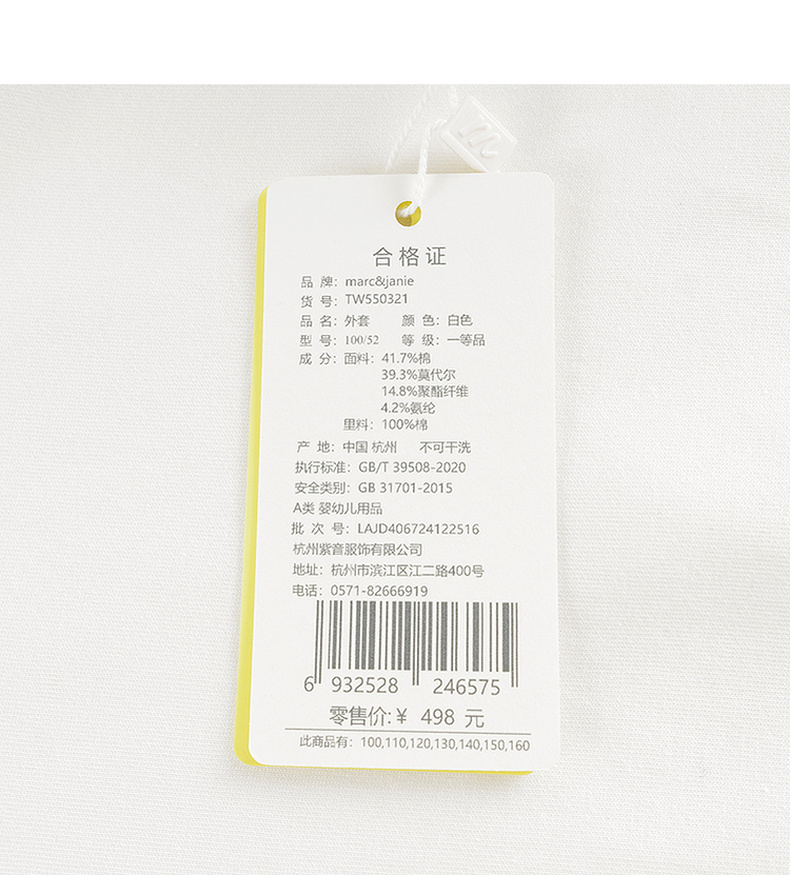 合格证
品 牌：marc&janie
货 号：TW550321
品 名：外套 颜 色：白色
型 号：100/52 等 级：一等品
成 分：面料：41.7%棉
39.3%莫代尔
14.8%聚酯纤维
4.2%氨纶
里料：100%棉
产 地：中国 杭州 不可干洗
执行标准：GB/T 39508-2020
安全类别：GB 31701-2015
A类 婴幼儿用品
批 次 号：LAJD406724122516
杭州紫音服饰有限公司
地址：杭州市滨江区江二路400号
电话：0571-82666919
6 932528 246575
零售价:¥ 498 元
此商品有：100,110,120,130,140,150,160